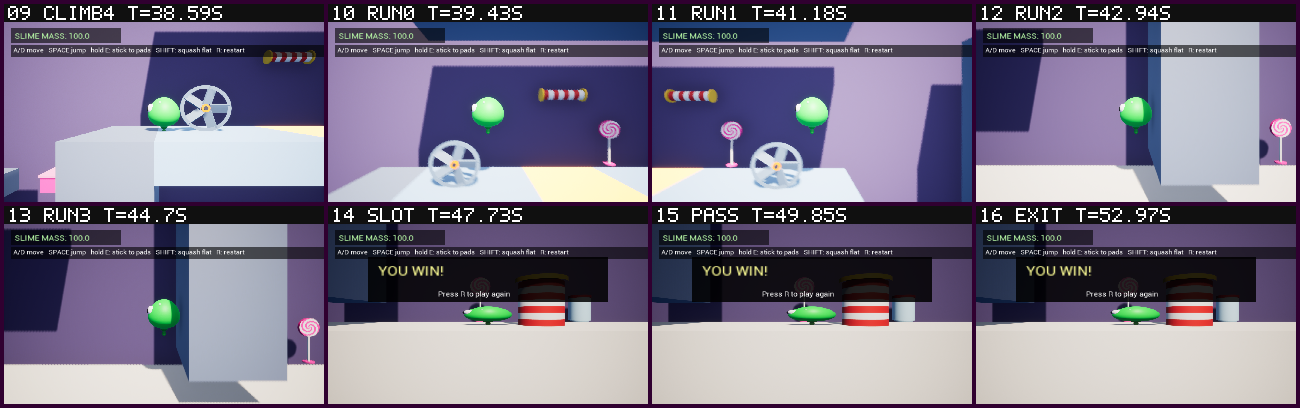 09 CLIMB4 T=38.59S
SLIME MASS: 100.0
A/D move SPACE jump hold E: stick to pads SHIFT: squash flat R: restart
10 RUN0 T=39.43S
SLIME MASS: 100.0
A/D move SPACE jump hold E: stick to pads SHIFT: squash flat R: restart
11 RUN1 T=41.18S
SLIME MASS: 100.0
A/D move SPACE jump hold E: stick to pads SHIFT: squash flat R: restart
12 RUN2 T=42.94S
SLIME MASS: 100.0
A/D move SPACE jump hold E: stick to pads SHIFT: squash flat R: restart
13 RUN3 T=44.7S
SLIME MASS: 100.0
A/D move SPACE jump hold E: stick to pads SHIFT: squash flat R: restart
14 SLOT T=47.73S
SLIME MASS: 100.0
A/D move SPACE jump hold E: stick to pads SHIFT: squash flat R: restart
YOU WIN!
Press R to play again
15 PASS T=49.85S
SLIME MASS: 100.0
A/D move SPACE jump hold E: stick to pads SHIFT: squash flat R: restart
YOU WIN!
Press R to play again
16 EXIT T=52.97S
SLIME MASS: 100.0
A/D move SPACE jump hold E: stick to pads SHIFT: squash flat R: restart
YOU WIN!
Press R to play again